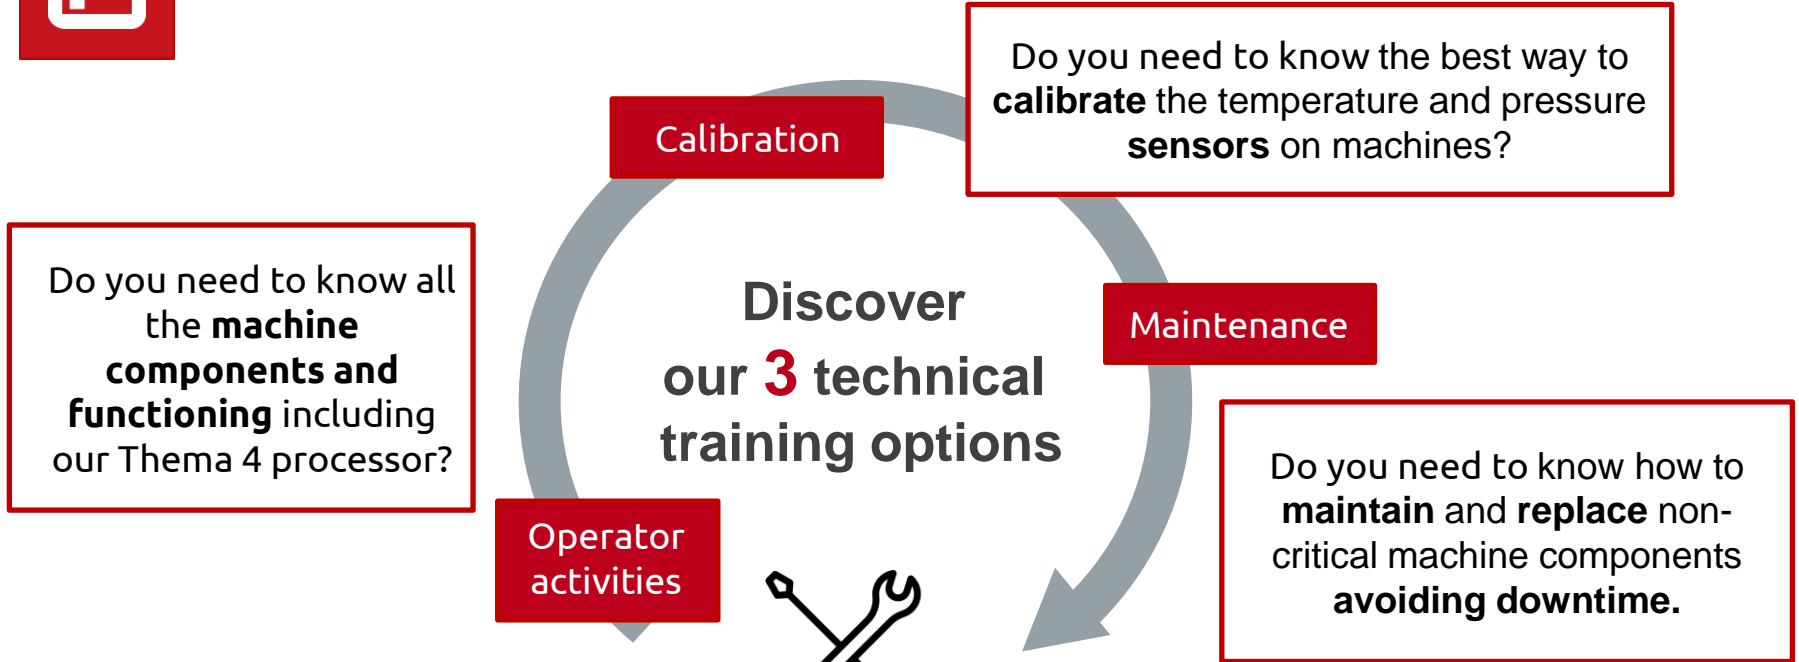 Do you need to know the best way to
calibrate the temperature and pressure
sensors on machines?
Calibration
Do you need to know all
the machine
components and
functioning including
our Thema 4 processor?
Discover
our 3 technical
training options
Maintenance
Do you need to know how to
maintain and replace non-
critical machine components
avoiding downtime.
Operator
activities